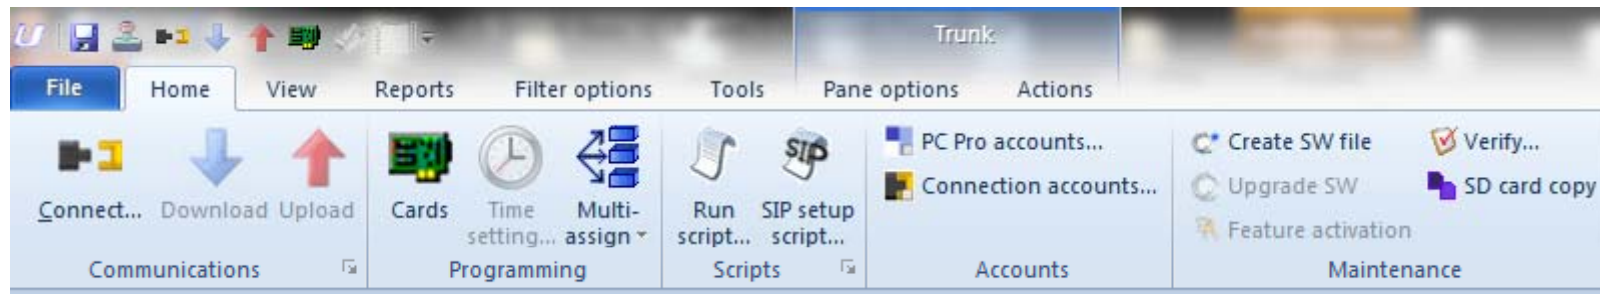 Trunk
File Home View Reports Filter options Tools Pane options Actions
Connect... Download Upload
Cards Time setting... Multi-assign
Run script... SIP SIP setup script...
PC Pro accounts...
Connection accounts...
Create SW file Verify...
Upgrade SW SD card copy
Feature activation
Communications Programming Scripts Accounts Maintenance